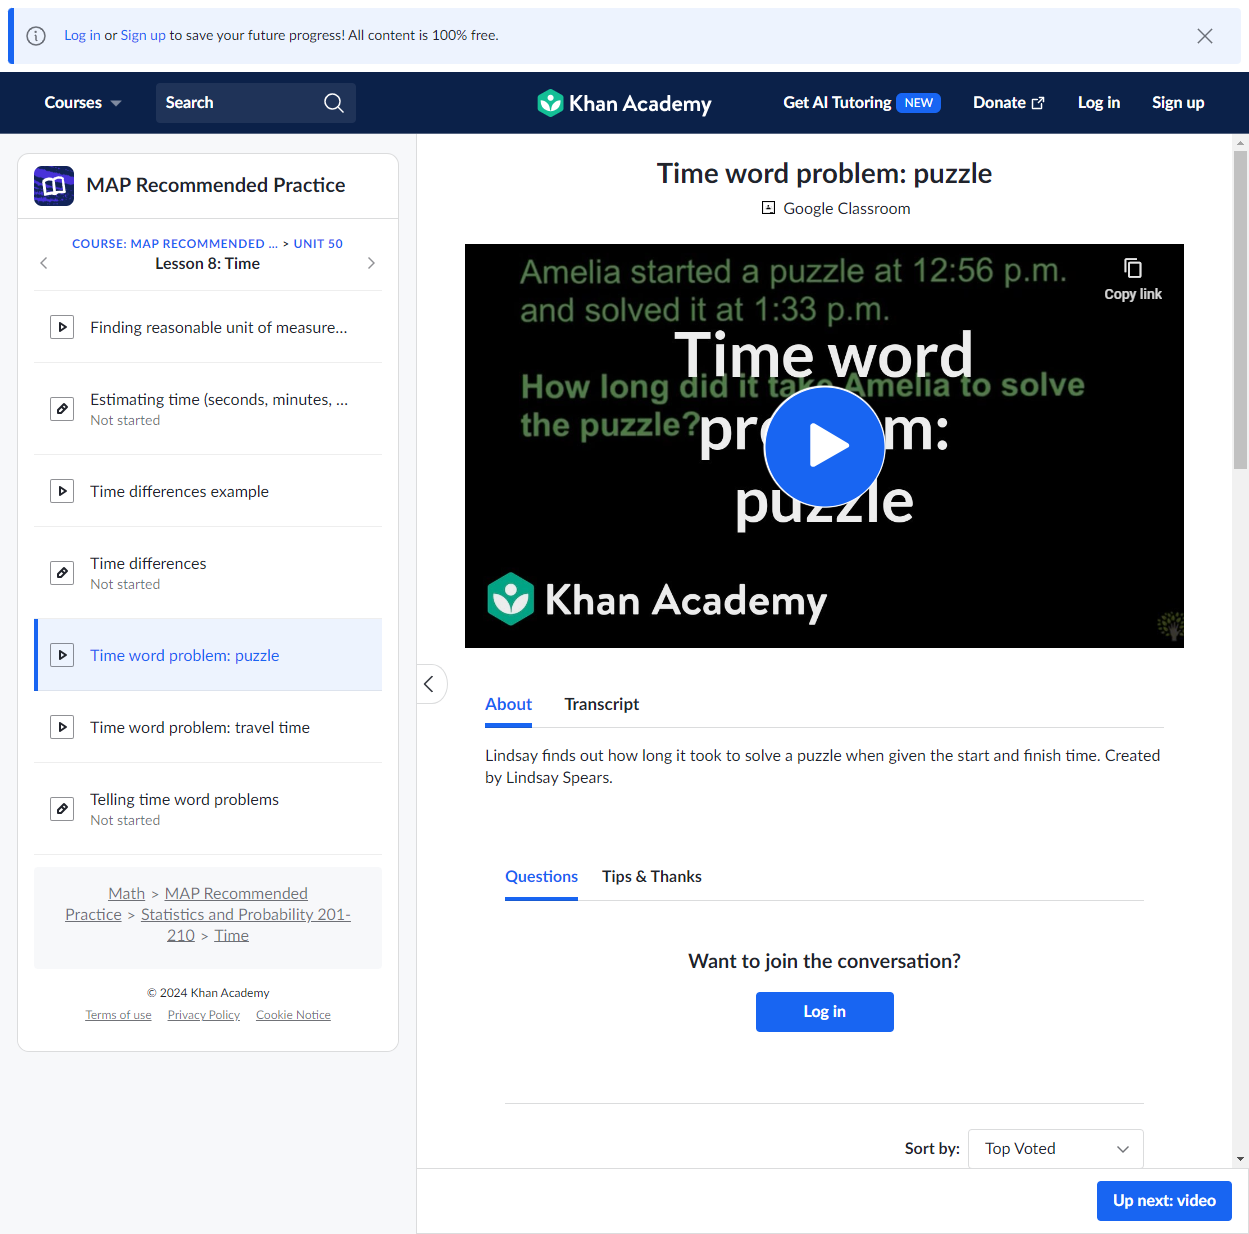 Log in or Sign up to save your future progress! All content is 100% free.
Courses
Search
Khan Academy
Get AI Tutoring NEW
Donate
Log in
Sign up
MAP Recommended Practice
COURSE: MAP RECOMMENDED ... > UNIT 50
Lesson 8: Time
Finding reasonable unit of measure...
Estimating time (seconds, minutes, ...
Not started
Time differences example
Time differences
Not started
Time word problem: puzzle
Time word problem: travel time
Telling time word problems
Not started
Math > MAP Recommended
Practice > Statistics and Probability 201-
210 > Time
© 2024 Khan Academy
Terms of use Privacy Policy Cookie Notice
Time word problem: puzzle
Google Classroom
Amelia started a puzzle at 12:56 p.m.
and solved it at 1:33 p.m.
Copy link
How long did it take Amelia to solve
the puzzle?
Time word
puzzle
Khan Academy
About
Transcript
Lindsay finds out how long it took to solve a puzzle when given the start and finish time. Created
by Lindsay Spears.
Questions
Tips & Thanks
Want to join the conversation?
Log in
Sort by:
Top Voted
Up next: video